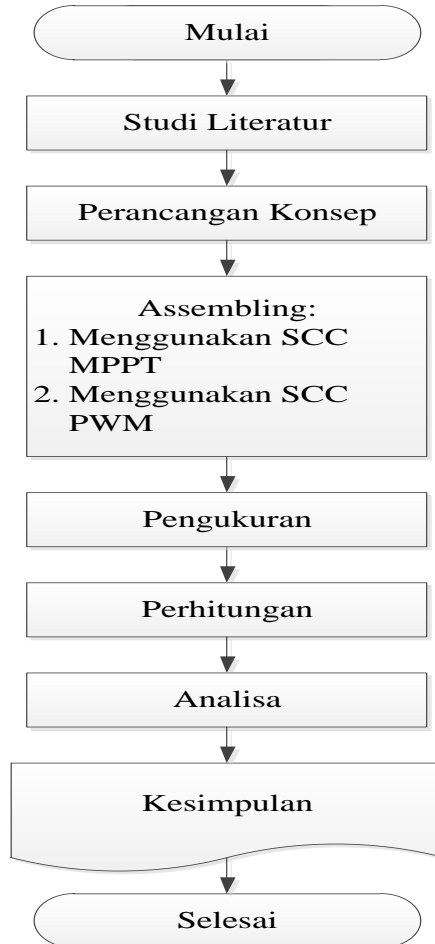 Mulai
Studi Literatur
Perancangan Konsep
Assembling:
1. Menggunakan SCC
MPPT
2. Menggunakan SCC
PWM
Pengukuran
Perhitungan
Analisa
Kesimpulan
Selesai